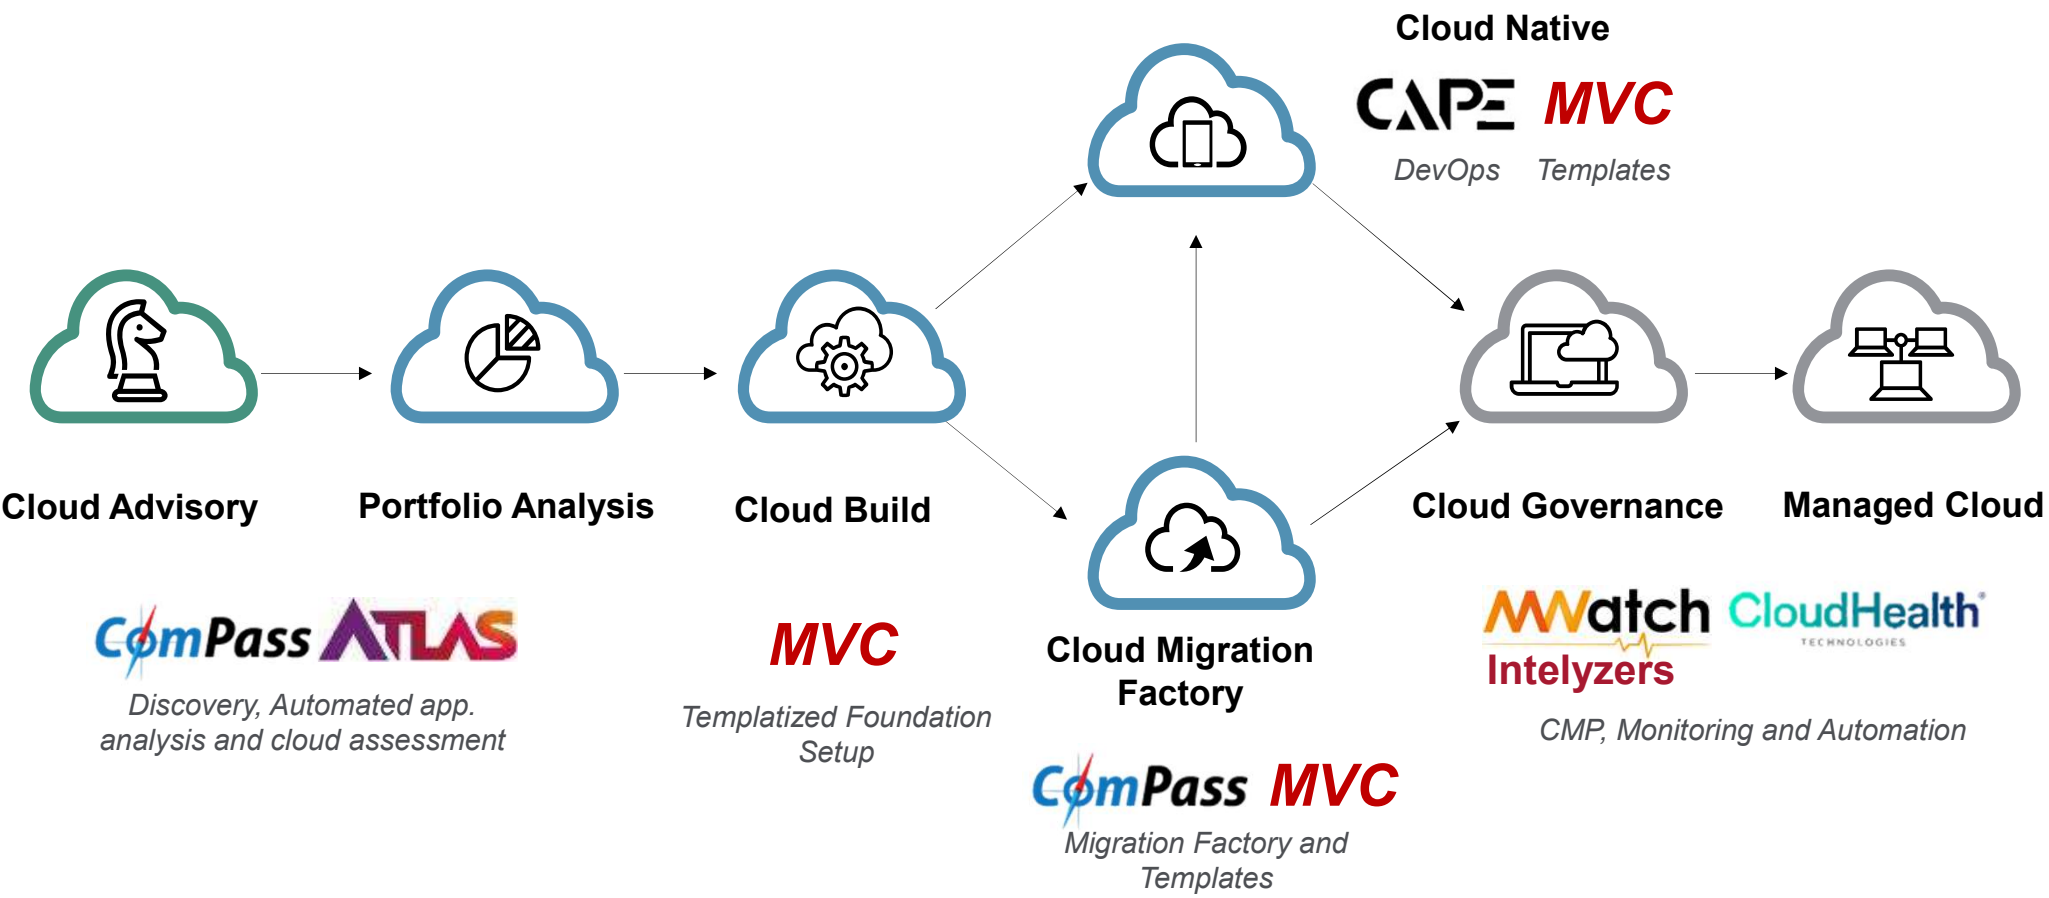 Cloud Native
CAPE MVC
DevOps Templates
Cloud Advisory
Portfolio Analysis
Cloud Build
Cloud Governance
Managed Cloud
ComPass ATLAS
Discovery, Automated app.
analysis and cloud assessment
MVC
Templatized Foundation
Setup
Cloud Migration
Factory
ComPass MVC
Migration Factory and
Templates
MWatch
Intelyzers
CloudHealth
TECHNOLOGIES
CMP, Monitoring and Automation